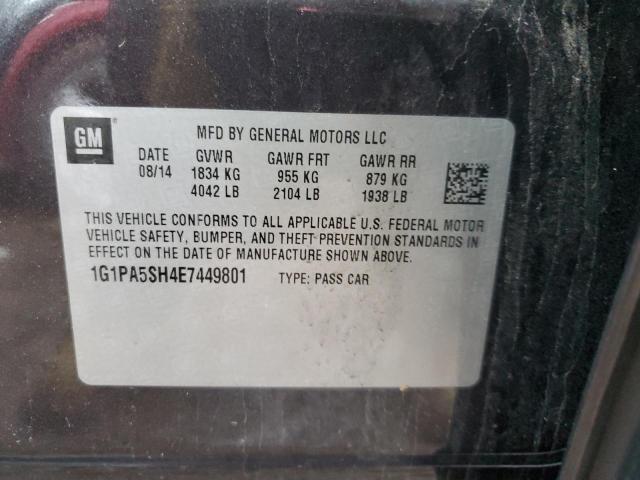 GM
MFD BY GENERAL MOTORS LLC
DATE GVWR GAWR FRT GAWR RR
08/14 1834 KG 955 KG 879 KG
4042 LB 2104 LB 1938 LB
THIS VEHICLE CONFORMS TO ALL APPLICABLE U.S. FEDERAL MOTOR
VEHICLE SAFETY, BUMPER, AND THEFT PREVENTION STANDARDS IN
EFFECT ON THE DATE OF MANUFACTURE SHOWN ABOVE.
1G1PA5SH4E7449801 TYPE: PASS CAR